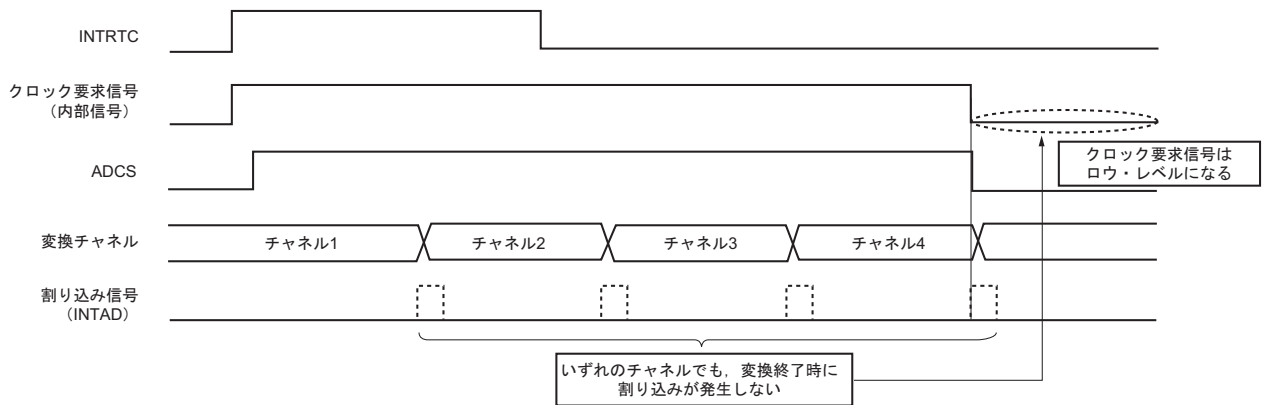 INTRTC
クロック要求信号
（内部信号）
ADCS
クロック要求信号は
ロウ・レベルになる
変換チャネル
チャネル1
チャネル2
チャネル3
チャネル4
割り込み信号
（INTAD）
いずれのチャネルでも，変換終了時に
割り込みが発生しない